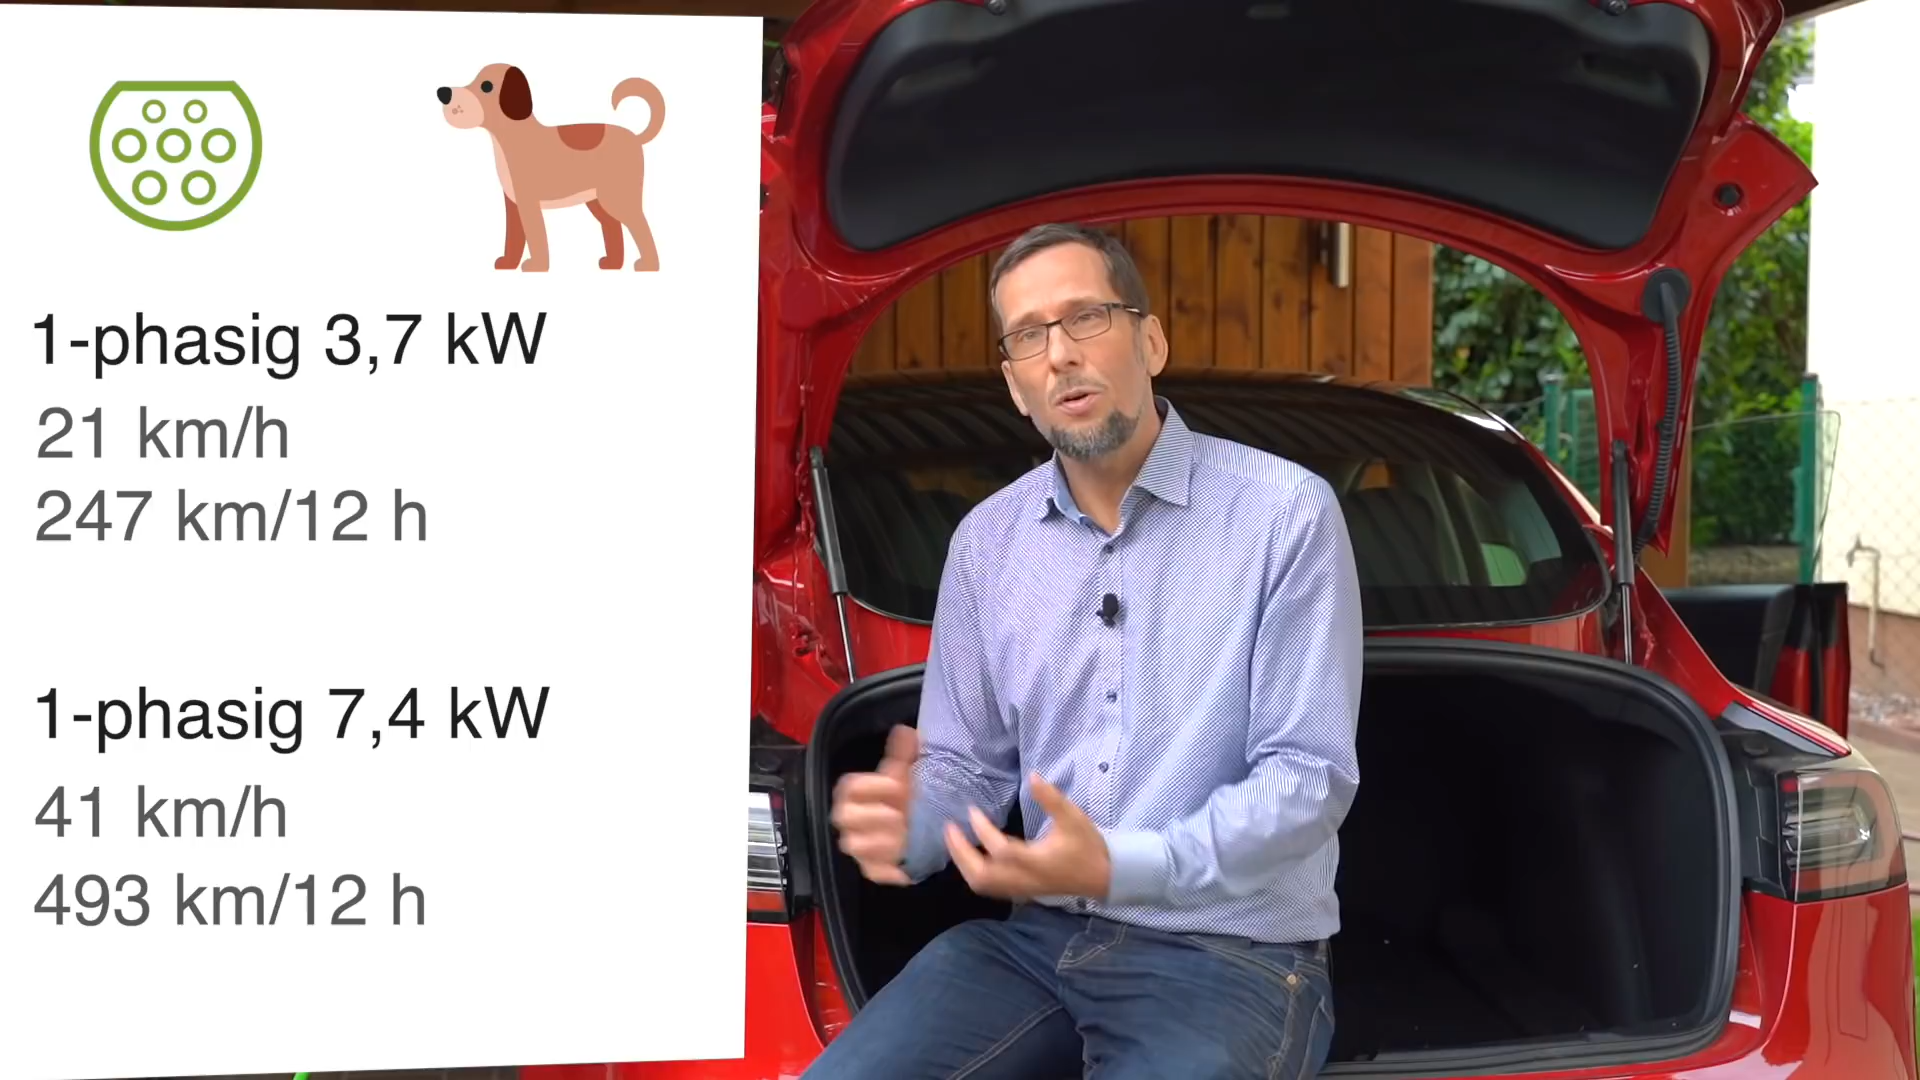 1-phasig 3,7 kW
21 km/h
247 km/12 h
1-phasig 7,4 kW
41 km/h
493 km/12 h